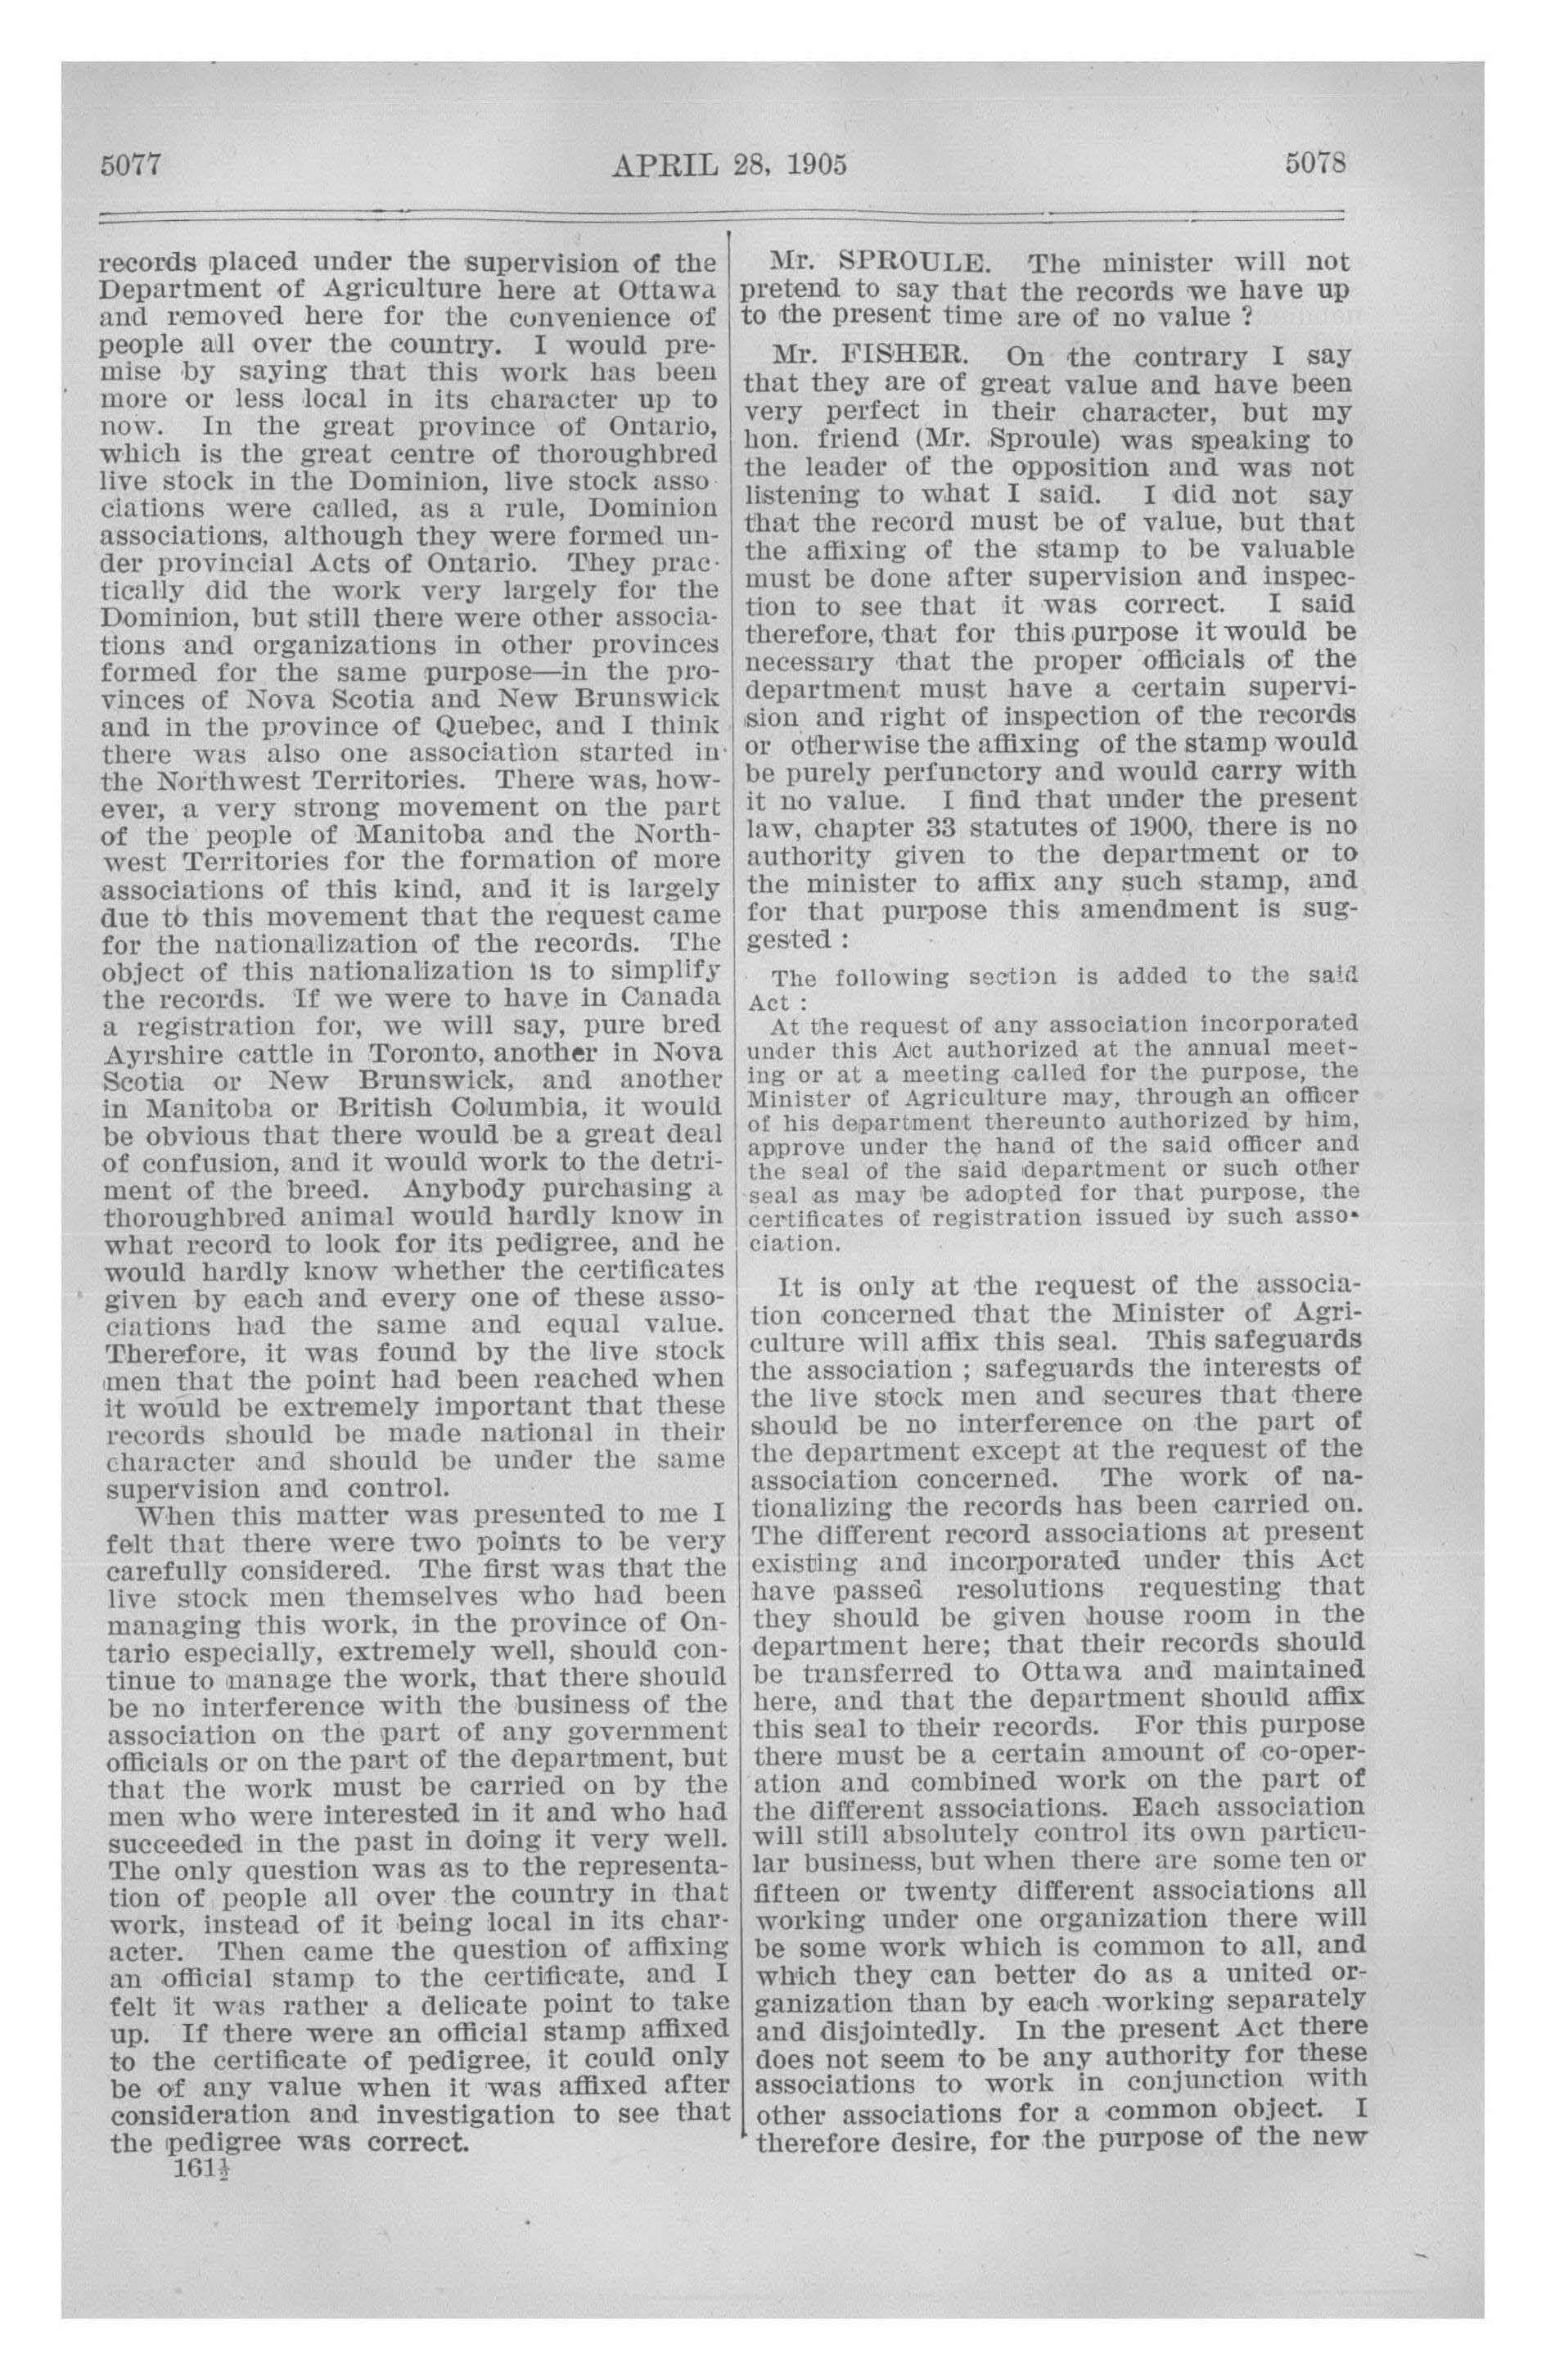 5077
APRIL 28, 1905
5078
records placed under the supervision of the
Department of Agriculture here at Ottawa
and removed here for the convenience of
people all over the country. I would pre-
mise by saying that this work has been
more or less local in its character up to
now. In the great province of Ontario,
which is the great centre of thoroughbred
live stock in the Dominion, live stock asso-
ciations were called, as a rule, Dominion
associations, although they were formed un-
der provincial Acts of Ontario. They prac-
tically did the work very largely for the
Dominion, but still there were other associa-
tions and organizations in other provinces
formed for the same purpose—in the pro-
vinces of Nova Scotia and New Brunswick
and in the province of Quebec, and I think
there was also one association started in
the Northwest Territories. There was, how-
ever, a very strong movement on the part
of the people of Manitoba and the North-
west Territories for the formation of more
associations of this kind, and it is largely
due to this movement that the request came
for the nationalization of the records. The
object of this nationalization is to simplify
the records. If we were to have in Canada
a registration for, we will say, pure bred
Ayrshire cattle in Toronto, another in Nova
Scotia or New Brunswick, and another
in Manitoba or British Columbia, it would
be obvious that there would be a great deal
of confusion, and it would work to the detri-
ment of the breed. Anybody purchasing a
thoroughbred animal would hardly know in
what record to look for its pedigree, and he
would hardly know whether the certificates
given by each and every one of these asso-
ciations had the same and equal value.
Therefore, it was found by the live stock
men that the point had been reached when
it would be extremely important that these
records should be made national in their
character and should be under the same
supervision and control.
When this matter was presented to me I
felt that there were two points to be very
carefully considered. The first was that the
live stock men themselves who had been
managing this work, in the province of On-
tario especially, extremely well, should con-
tinue to manage the work, that there should
be no interference with the business of the
association on the part of any government
officials or on the part of the department, but
that the work must be carried on by the
men who were interested in it and who had
succeeded in the past in doing it very well.
The only question was as to the representa-
tion of people all over the country in that
work, instead of it being local in its char-
acter. Then came the question of affixing
an official stamp to the certificate, and I
felt it was rather a delicate point to take
up. If there were an official stamp affixed
to the certificate of pedigree, it could only
be of any value when it was affixed after
consideration and investigation to see that
the pedigree was correct.
161½
Mr. SPROULE. The minister will not
pretend to say that the records we have up
to the present time are of no value ?
Mr. FISHER. On the contrary I say
that they are of great value and have been
very perfect in their character, but my
hon. friend (Mr. Sproule) was speaking to
the leader of the opposition and was not
listening to what I said. I did not say
that the record must be of value, but that
the affixing of the stamp to be valuable
must be done after supervision and inspec-
tion to see that it was correct. I said
therefore, that for this purpose it would be
necessary that the proper officials of the
department must have a certain supervi-
sion and right of inspection of the records
or otherwise the affixing of the stamp would
be purely perfunctory and would carry with
it no value. I find that under the present
law, chapter 33 statutes of 1900, there is no
authority given to the department or to
the minister to affix any such stamp, and
for that purpose this amendment is sug-
gested :
The following section is added to the said
Act :
At the request of any association incorporated
under this Act authorized at the annual meet-
ing or at a meeting called for the purpose, the
Minister of Agriculture may, through an officer
of his department thereunto authorized by him,
approve under the hand of the said officer and
the seal of the said department or such other
seal as may be adopted for that purpose, the
certificates of registration issued by such asso-
ciation.
It is only at the request of the associa-
tion concerned that the Minister of Agri-
culture will affix this seal. This safeguards
the association ; safeguards the interests of
the live stock men and secures that there
should be no interference on the part of
the department except at the request of the
association concerned. The work of na-
tionalizing the records has been carried on.
The different record associations at present
existing and incorporated under this Act
have passed resolutions requesting that
they should be given house room in the
department here; that their records should
be transferred to Ottawa and maintained
here, and that the department should affix
this seal to their records. For this purpose
there must be a certain amount of co-oper-
ation and combined work on the part of
the different associations. Each association
will still absolutely control its own particu-
lar business, but when there are some ten or
fifteen or twenty different associations all
working under one organization there will
be some work which is common to all, and
which they can better do as a united or-
ganization than by each working separately
and disjointedly. In the present Act there
does not seem to be any authority for these
associations to work in conjunction with
other associations for a common object. I
therefore desire, for the purpose of the new